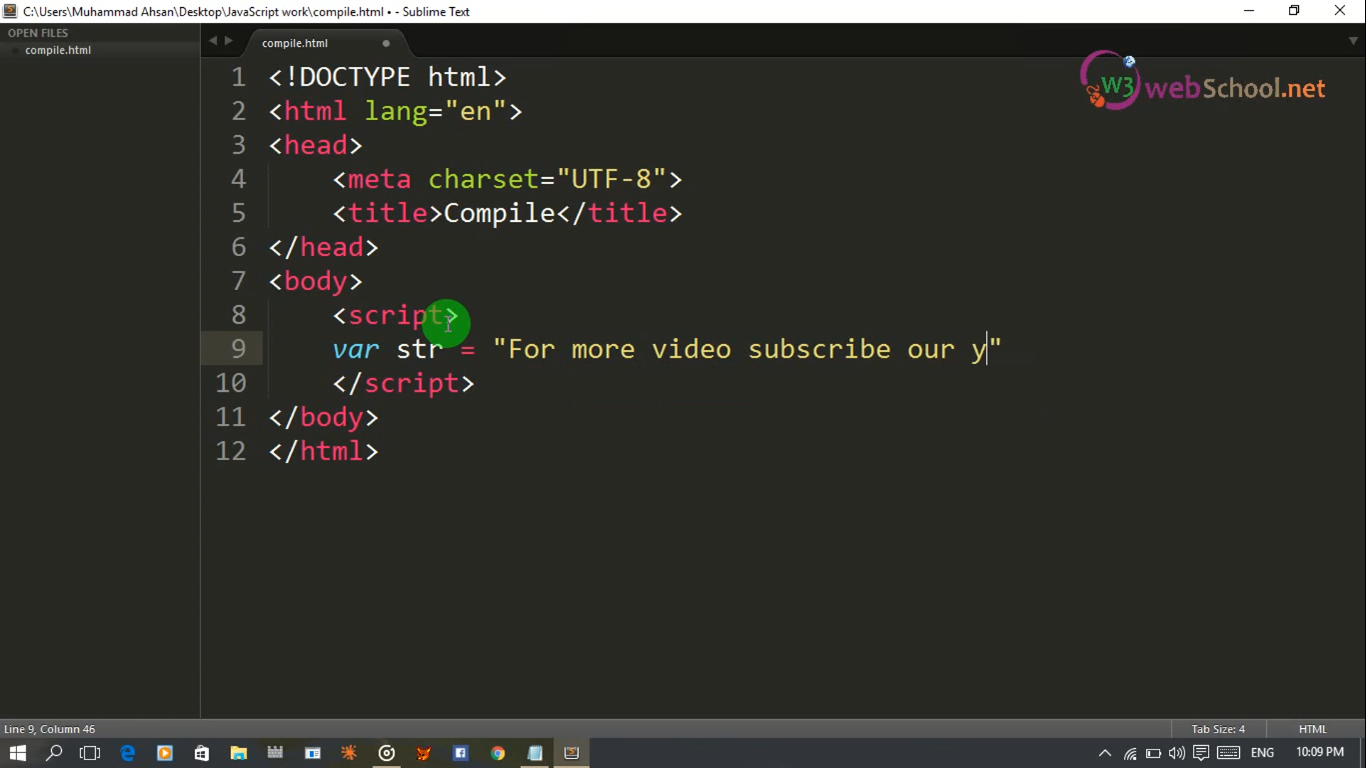 C:\Users\Muhammad Ahsan\Desktop\JavaScript work\compile.html • - Sublime Text
OPEN FILES
compile.html
compile.html
W3 webSchool.net
1 <!DOCTYPE html>
2 <html lang="en">
3 <head>
4 <meta charset="UTF-8">
5 <title>Compile</title>
6 </head>
7 <body>
8 <script>
9 var str = "For more video subscribe our y"
10 </script>
11 </body>
12 </html>
Line 9, Column 46
Tab Size: 4
HTML
ENG
10:09 PM